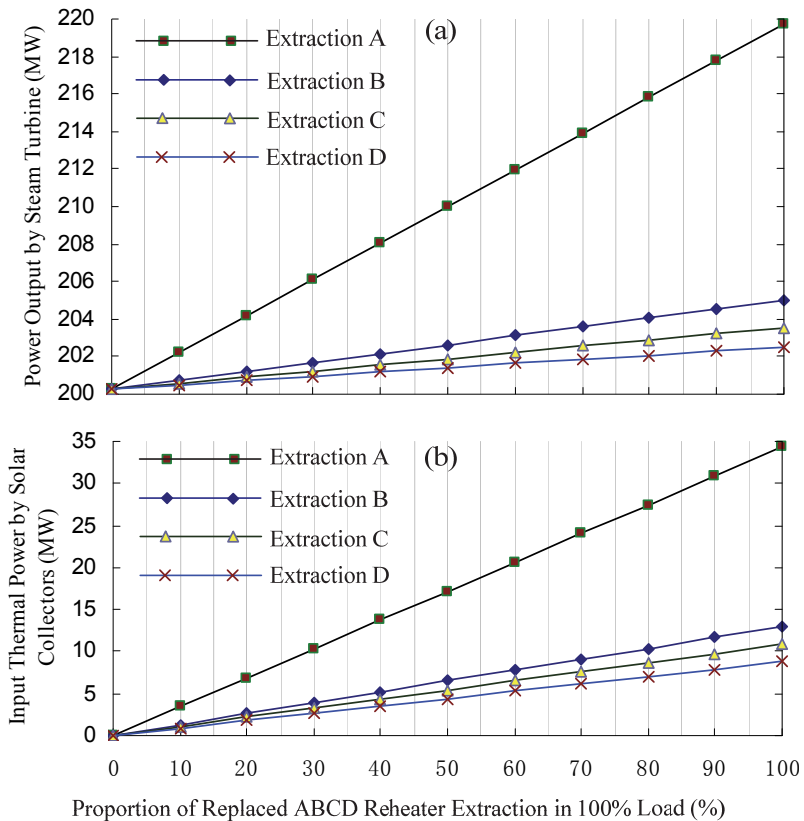 220
218
216
214
212
210
208
206
204
202
200
Power Output by Steam Turbine (MW)
(a)
Extraction A
Extraction B
Extraction C
Extraction D
35
30
25
20
15
10
5
0
Input Thermal Power by Solar
Collectors (MW)
(b)
Extraction A
Extraction B
Extraction C
Extraction D
0 10 20 30 40 50 60 70 80 90 100
Proportion of Replaced ABCD Reheater Extraction in 100% Load (%)